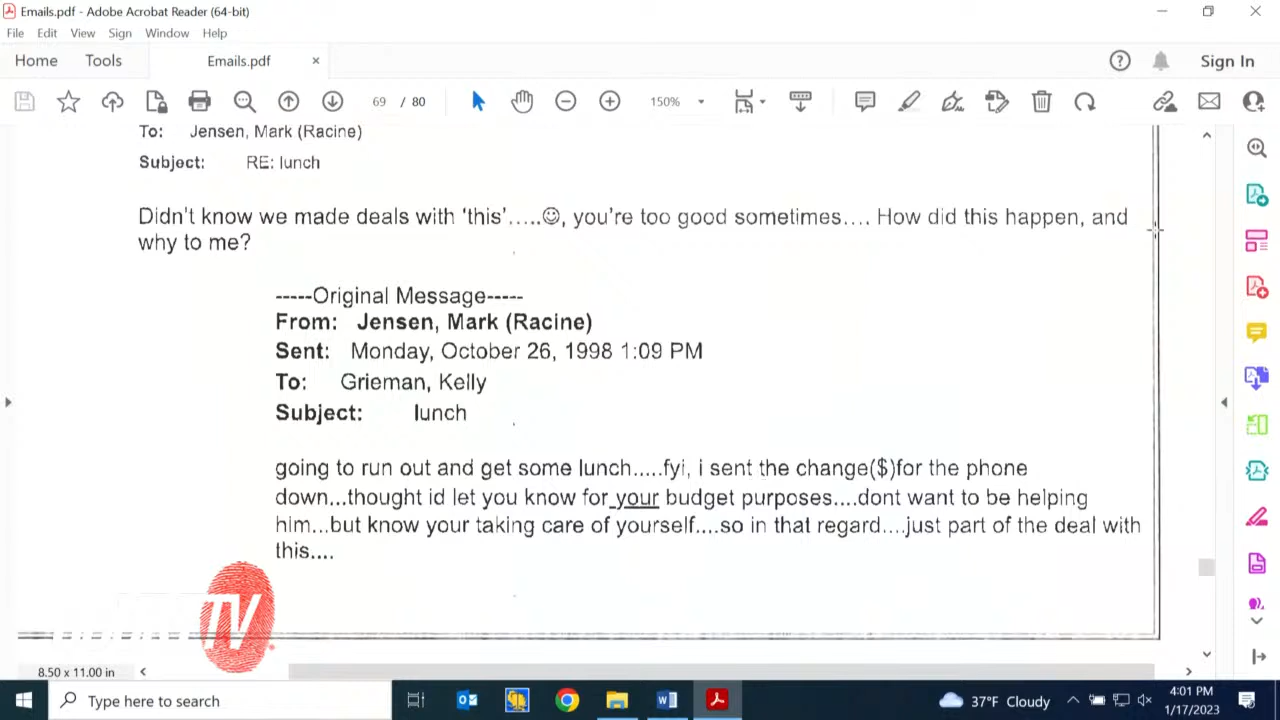 Emails.pdf - Adobe Acrobat Reader (64-bit)
File Edit View Sign Window Help
Home Tools Emails.pdf × Sign In
69 / 80 150%
To: Jensen, Mark (Racine)
Subject: RE: lunch
Didn't know we made deals with 'this'.....☺, you're too good sometimes.... How did this happen, and
why to me?
-----Original Message-----
From: Jensen, Mark (Racine)
Sent: Monday, October 26, 1998 1:09 PM
To: Grieman, Kelly
Subject: lunch
going to run out and get some lunch.....fyi, i sent the change($)for the phone
down...thought id let you know for your budget purposes....dont want to be helping
him...but know your taking care of yourself....so in that regard....just part of the deal with
this....
TV
8.50 x 11.00 in
Type here to search
37°F Cloudy
4:01 PM
1/17/2023